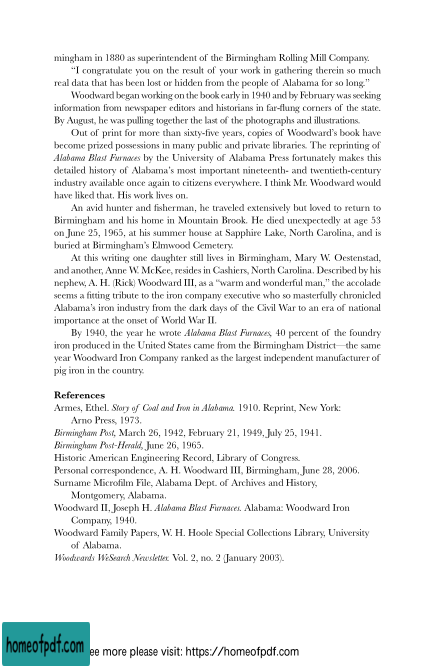 mingham in 1880 as superintendent of the Birmingham Rolling Mill Company.
“I congratulate you on the result of your work in gathering therein so much
real data that has been lost or hidden from the people of Alabama for so long.”
Woodward began working on the book early in 1940 and by February was seeking
information from newspaper editors and historians in far-flung corners of the state.
By August, he was pulling together the last of the photographs and illustrations.
Out of print for more than sixty-five years, copies of Woodward’s book have
become prized possessions in many public and private libraries. The reprinting of
Alabama Blast Furnaces by the University of Alabama Press fortunately makes this
detailed history of Alabama’s most important nineteenth- and twentieth-century
industry available once again to citizens everywhere. I think Mr. Woodward would
have liked that. His work lives on.
An avid hunter and fisherman, he traveled extensively but loved to return to
Birmingham and his home in Mountain Brook. He died unexpectedly at age 53
on June 25, 1965, at his summer house at Sapphire Lake, North Carolina, and is
buried at Birmingham’s Elmwood Cemetery.
At this writing one daughter still lives in Birmingham, Mary W. Oestenstad,
and another, Anne W. McKee, resides in Cashiers, North Carolina. Described by his
nephew, A. H. (Rick) Woodward III, as a “warm and wonderful man,” the accolade
seems a fitting tribute to the iron company executive who so masterfully chronicled
Alabama’s iron industry from the dark days of the Civil War to an era of national
importance at the onset of World War II.
By 1940, the year he wrote Alabama Blast Furnaces, 40 percent of the foundry
iron produced in the United States came from the Birmingham District—the same
year Woodward Iron Company ranked as the largest independent manufacturer of
pig iron in the country.
References
Armes, Ethel. Story of Coal and Iron in Alabama. 1910. Reprint, New York:
Arno Press, 1973.
Birmingham Post, March 26, 1942, February 21, 1949, July 25, 1941.
Birmingham Post-Herald, June 26, 1965.
Historic American Engineering Record, Library of Congress.
Personal correspondence, A. H. Woodward III, Birmingham, June 28, 2006.
Surname Microfilm File, Alabama Dept. of Archives and History,
Montgomery, Alabama.
Woodward II, Joseph H. Alabama Blast Furnaces. Alabama: Woodward Iron
Company, 1940.
Woodward Family Papers, W. H. Hoole Special Collections Library, University
of Alabama.
Woodwards WeSearch Newsletter. Vol. 2, no. 2 (January 2003).
homeofpdf.com
ee more please visit: https://homeofpdf.com